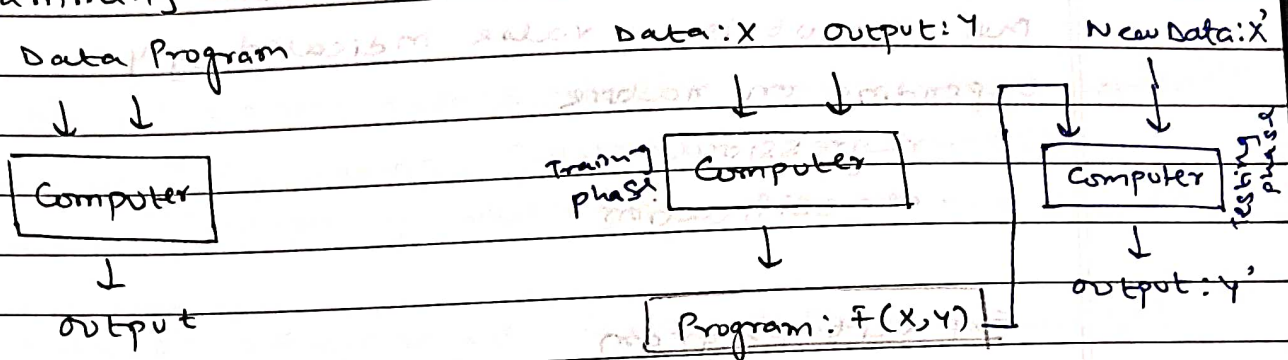 Data Program
Computer
output
Data: X output: Y
Training phase.
Computer
Program: F(X,Y)
New Data: X'
Computer
Testing phase
output: Y'